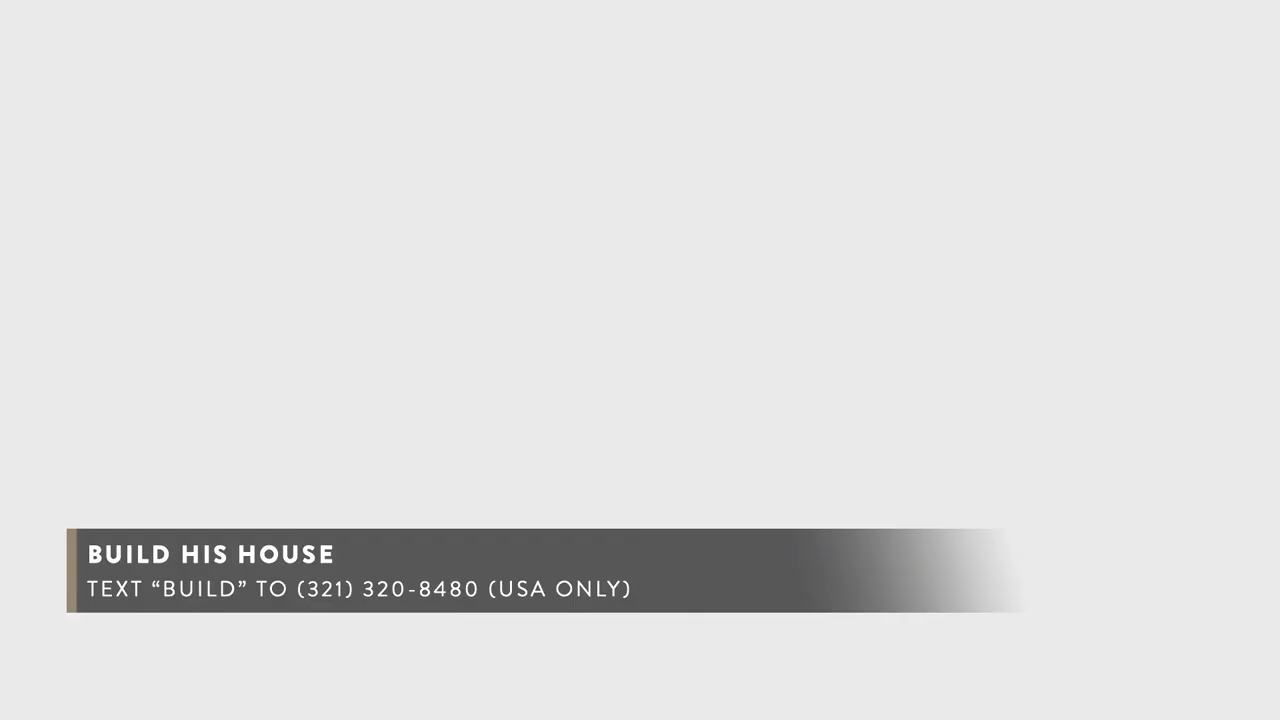 BUILD HIS HOUSE
TEXT “BUILD” TO (321) 320-8480 (USA ONLY)